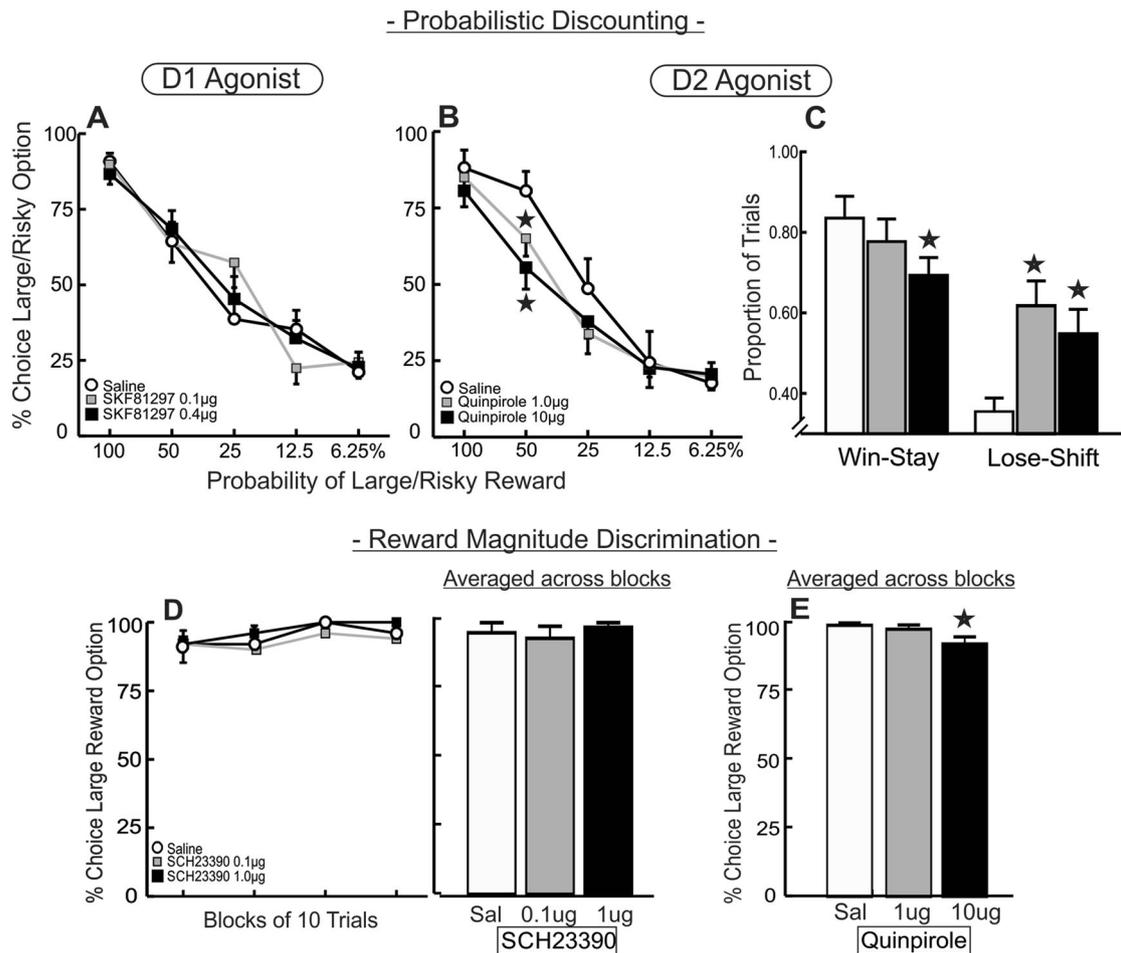 - Probabilistic Discounting -
D1 Agonist
D2 Agonist
A
B
C
% Choice Large/Risky Option
100
75
50
25
0
Saline
SKF81297 0.1µg
SKF81297 0.4µg
100 50 25 12.5 6.25%
100
75
50
25
0
Saline
Quinpirole 1.0µg
Quinpirole 10µg
100 50 25 12.5 6.25%
Probability of Large/Risky Reward
Proportion of Trials
1.00
0.80
0.60
0.40
Win-Stay Lose-Shift
- Reward Magnitude Discrimination -
Averaged across blocks
Averaged across blocks
D
E
% Choice Large Reward Option
100
75
50
25
0
Saline
SCH23390 0.1µg
SCH23390 1.0µg
Blocks of 10 Trials
Sal 0.1ug 1ug
SCH23390
% Choice Large Reward Option
100
75
50
25
0
Sal 1ug 10ug
Quinpirole